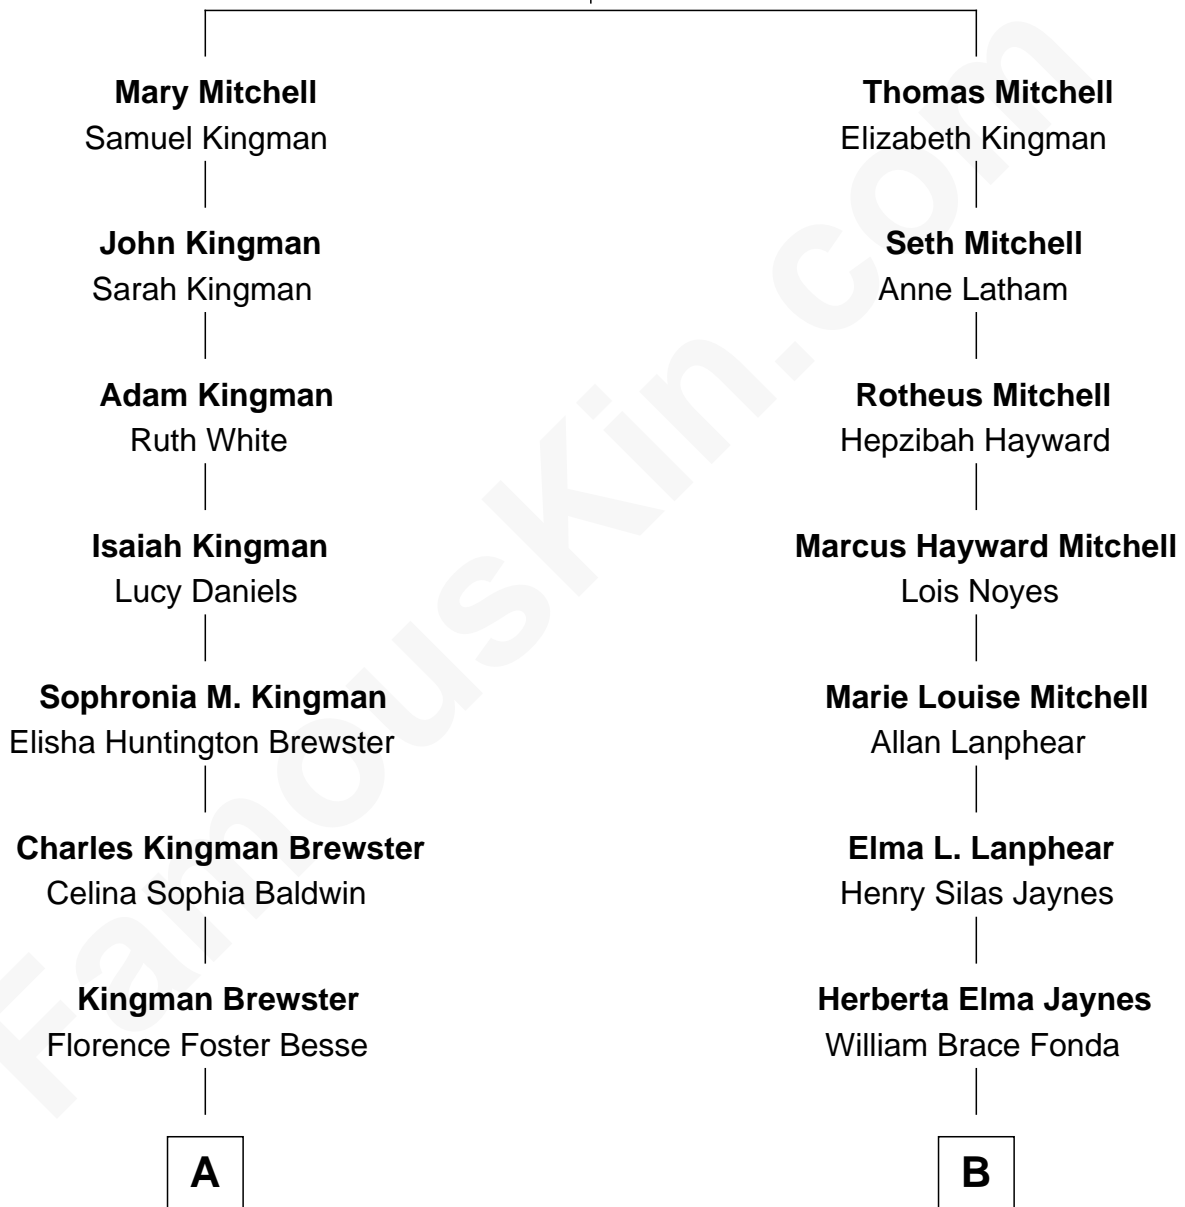 Mary Mitchell
Samuel Kingman
John Kingman
Sarah Kingman
Adam Kingman
Ruth White
Isaiah Kingman
Lucy Daniels
Sophronia M. Kingman
Elisha Huntington Brewster
Charles Kingman Brewster
Celina Sophia Baldwin
Kingman Brewster
Florence Foster Besse
A
Thomas Mitchell
Elizabeth Kingman
Seth Mitchell
Anne Latham
Rotheus Mitchell
Hepzibah Hayward
Marcus Hayward Mitchell
Lois Noyes
Marie Louise Mitchell
Allan Lanphear
Elma L. Lanphear
Henry Silas Jaynes
Herberta Elma Jaynes
William Brace Fonda
B
FamousKin.com